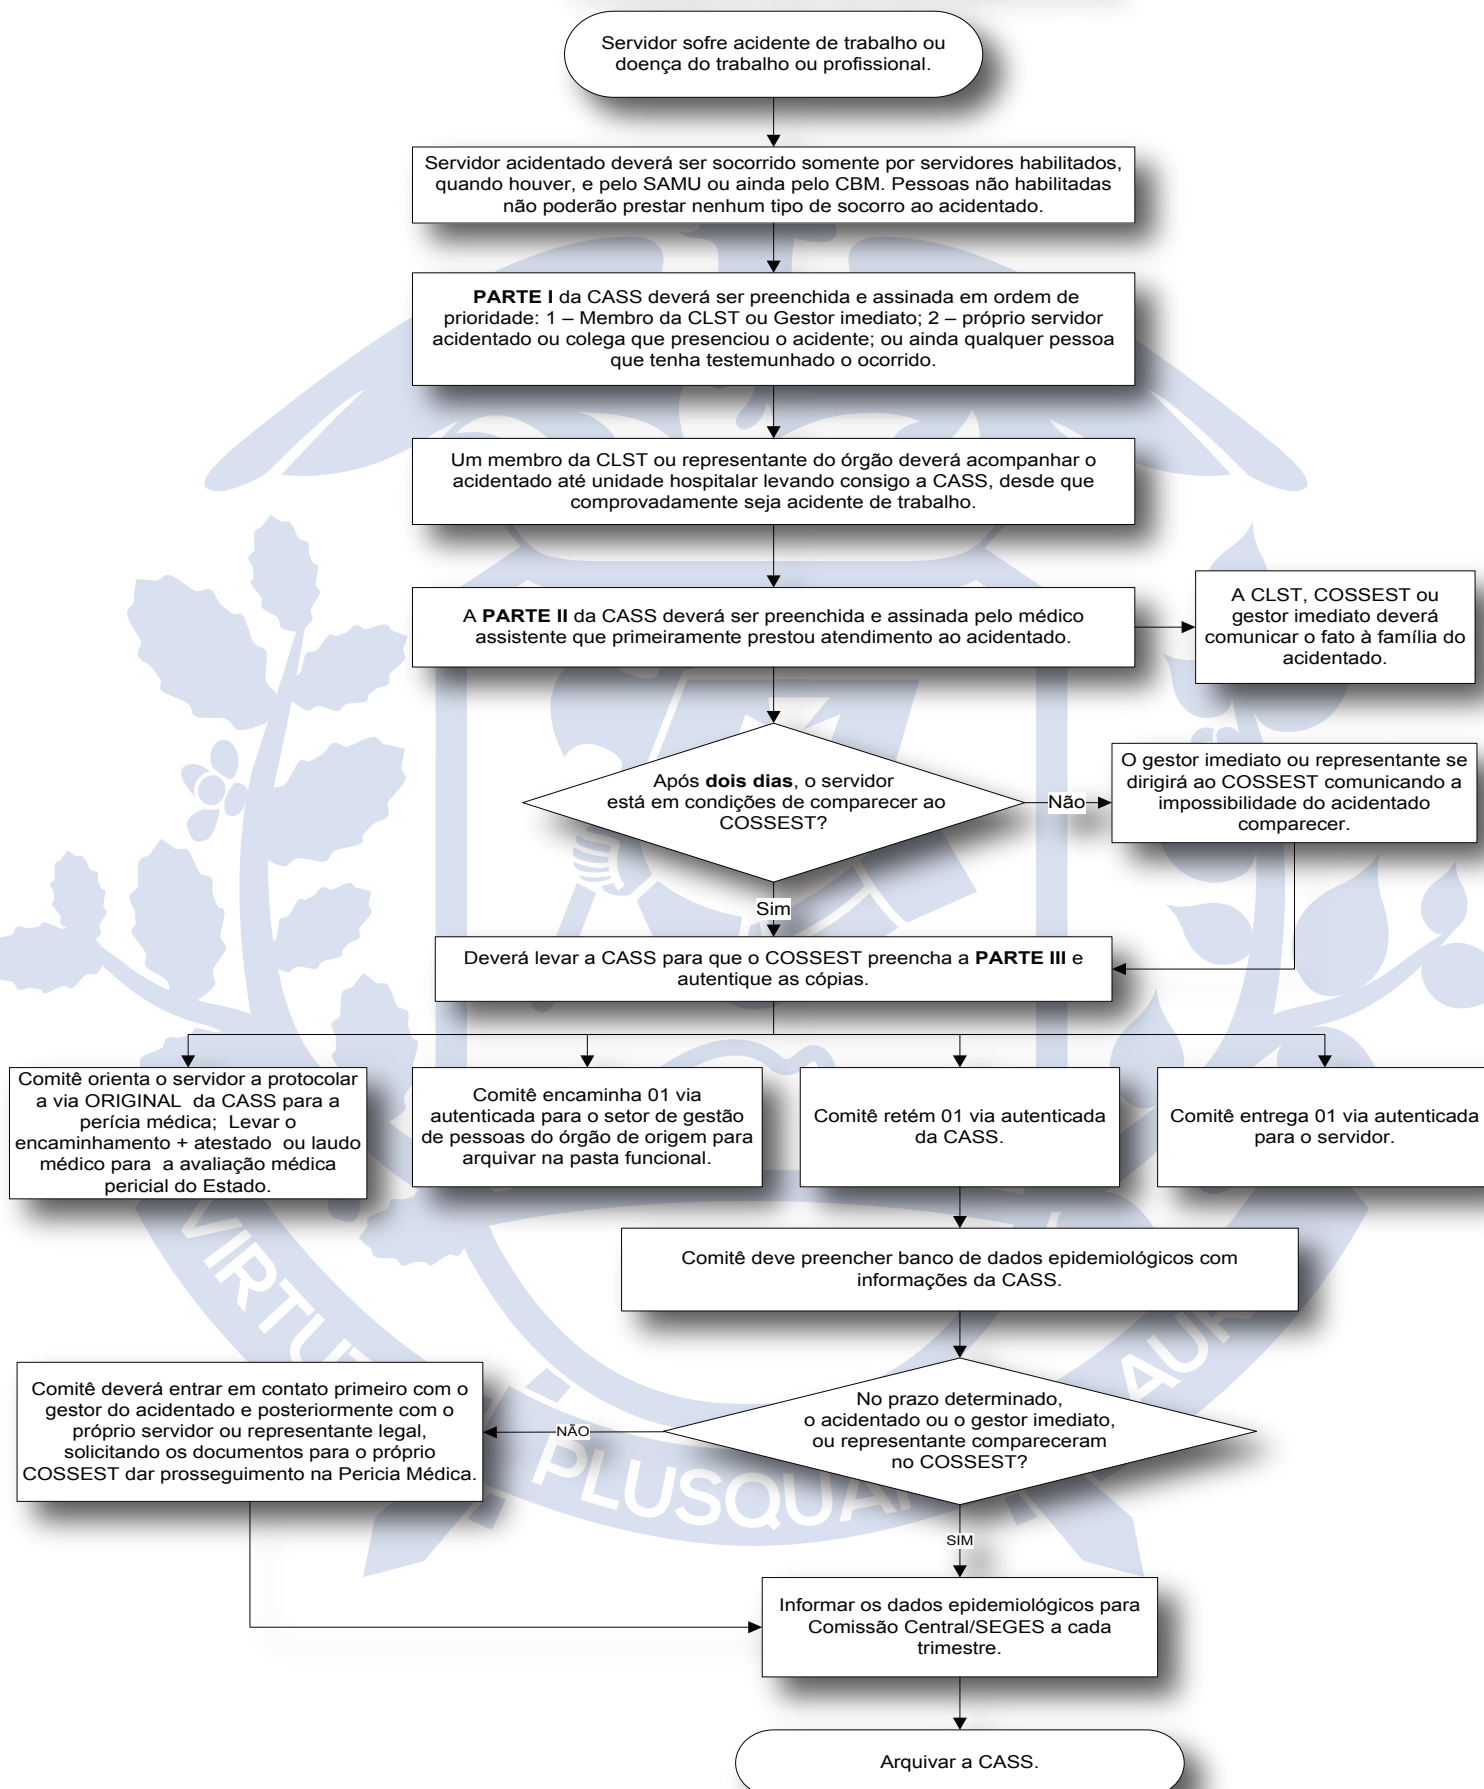 Servidor sofre acidente de trabalho ou
doença do trabalho ou profissional.
Servidor acidentado deverá ser socorrido somente por servidores habilitados,
quando houver, e pelo SAMU ou ainda pelo CBM. Pessoas não habilitadas
não poderão prestar nenhum tipo de socorro ao acidentado.
PARTE I da CASS deverá ser preenchida e assinada em ordem de
prioridade: 1 – Membro da CLST ou Gestor imediato; 2 – próprio servidor
acidentado ou colega que presenciou o acidente; ou ainda qualquer pessoa
que tenha testemunhado o ocorrido.
Um membro da CLST ou representante do órgão deverá acompanhar o
acidentado até unidade hospitalar levando consigo a CASS, desde que
comprovadamente seja acidente de trabalho.
A PARTE II da CASS deverá ser preenchida e assinada pelo médico
assistente que primeiramente prestou atendimento ao acidentado.
A CLST, COSSEST ou
gestor imediato deverá
comunicar o fato à família do
acidentado.
Após dois dias, o servidor
está em condições de comparecer ao
COSSEST?
Não
O gestor imediato ou representante se
dirigirá ao COSSEST comunicando a
impossibilidade do acidentado
comparecer.
Sim
Deverá levar a CASS para que o COSSEST preencha a PARTE III e
autentique as cópias.
Comitê orienta o servidor a protocolar
a via ORIGINAL da CASS para a
perícia médica; Levar o
encaminhamento + atestado ou laudo
médico para a avaliação médica
pericial do Estado.
Comitê encaminha 01 via
autenticada para o setor de gestão
de pessoas do órgão de origem para
arquivar na pasta funcional.
Comitê retém 01 via autenticada
da CASS.
Comitê entrega 01 via autenticada
para o servidor.
Comitê deve preencher banco de dados epidemiológicos com
informações da CASS.
No prazo determinado,
o acidentado ou o gestor imediato,
ou representante compareceram
no COSSEST?
NÃO
Comitê deverá entrar em contato primeiro com o
gestor do acidentado e posteriormente com o
próprio servidor ou representante legal,
solicitando os documentos para o próprio
COSSEST dar prosseguimento na Pericia Médica.
SIM
Informar os dados epidemiológicos para
Comissão Central/SEGES a cada
trimestre.
Arquivar a CASS.
PLUSQUA